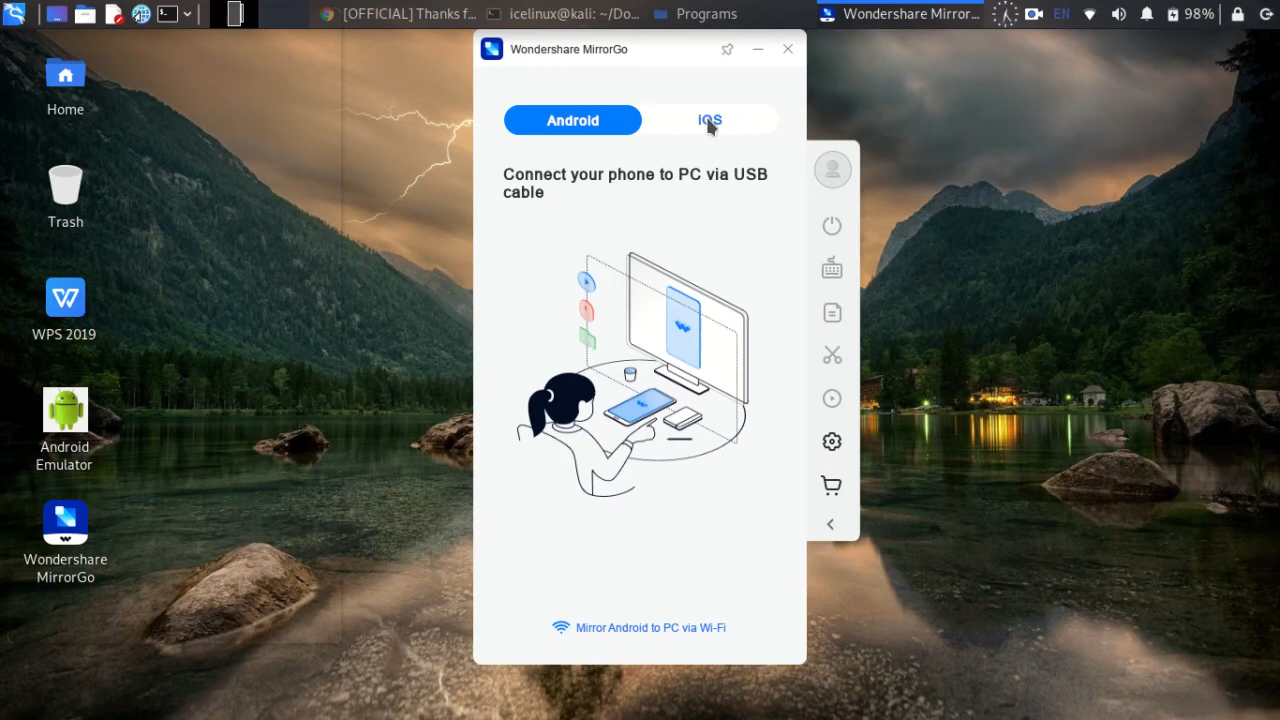 [OFFICIAL] Thanks f...
icelinux@kali: ~/Do...
Programs
Wondershare Mirror...
EN
98%
Home
Trash
WPS 2019
Android
Emulator
Wondershare
MirrorGo
Wondershare MirrorGo
Android
IOS
Connect your phone to PC via USB
cable
Mirror Android to PC via Wi-Fi